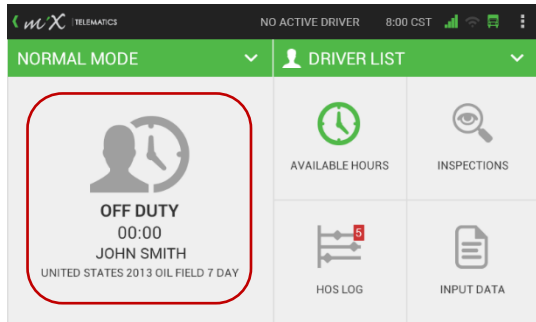 miX TELEMATICS NO ACTIVE DRIVER 8:00 CST
NORMAL MODE DRIVER LIST
OFF DUTY
00:00
JOHN SMITH
UNITED STATES 2013 OIL FIELD 7 DAY
AVAILABLE HOURS
INSPECTIONS
5
HOS LOG
INPUT DATA